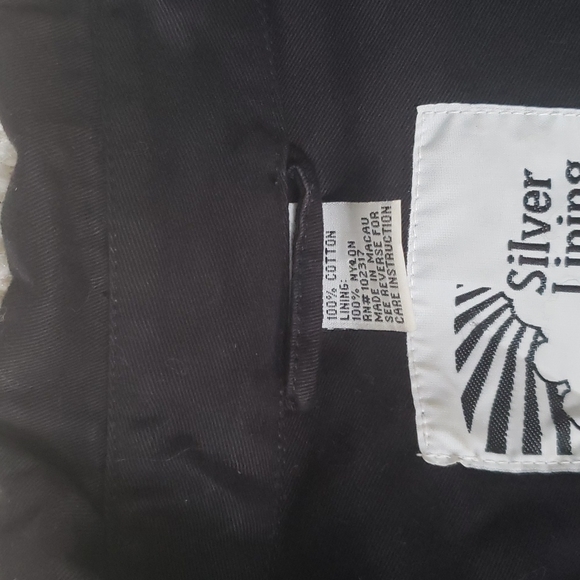 100% COTTON
LINING:
100% NYLON
RN# 102317
MADE IN MACAU
SEE REVERSE FOR
CARE INSTRUCTION
Silver
Lining